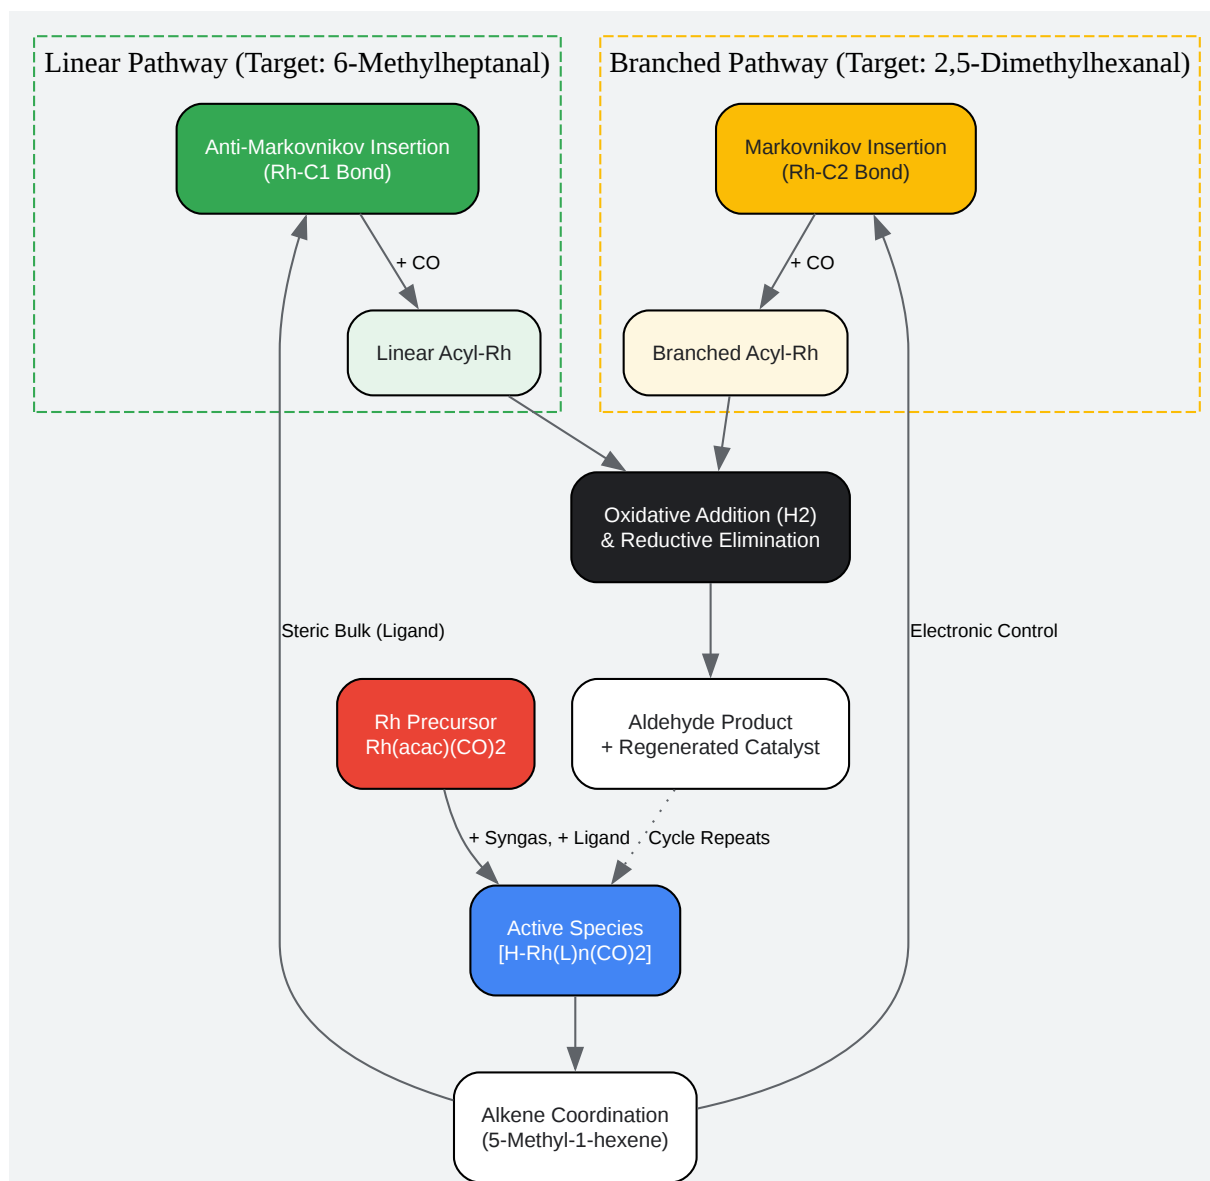 Linear Pathway (Target: 6-Methylheptanal)
Branched Pathway (Target: 2,5-Dimethylhexanal)
Anti-Markovnikov Insertion
(Rh-C1 Bond)
Markovnikov Insertion
(Rh-C2 Bond)
+ CO
+ CO
Linear Acyl-Rh
Branched Acyl-Rh
Oxidative Addition (H2)
& Reductive Elimination
Steric Bulk (Ligand)
Electronic Control
Rh Precursor
Rh(acac)(CO)2
Aldehyde Product
+ Regenerated Catalyst
+ Syngas, + Ligand
Cycle Repeats
Active Species
[H-Rh(L)n(CO)2]
Alkene Coordination
(5-Methyl-1-hexene)